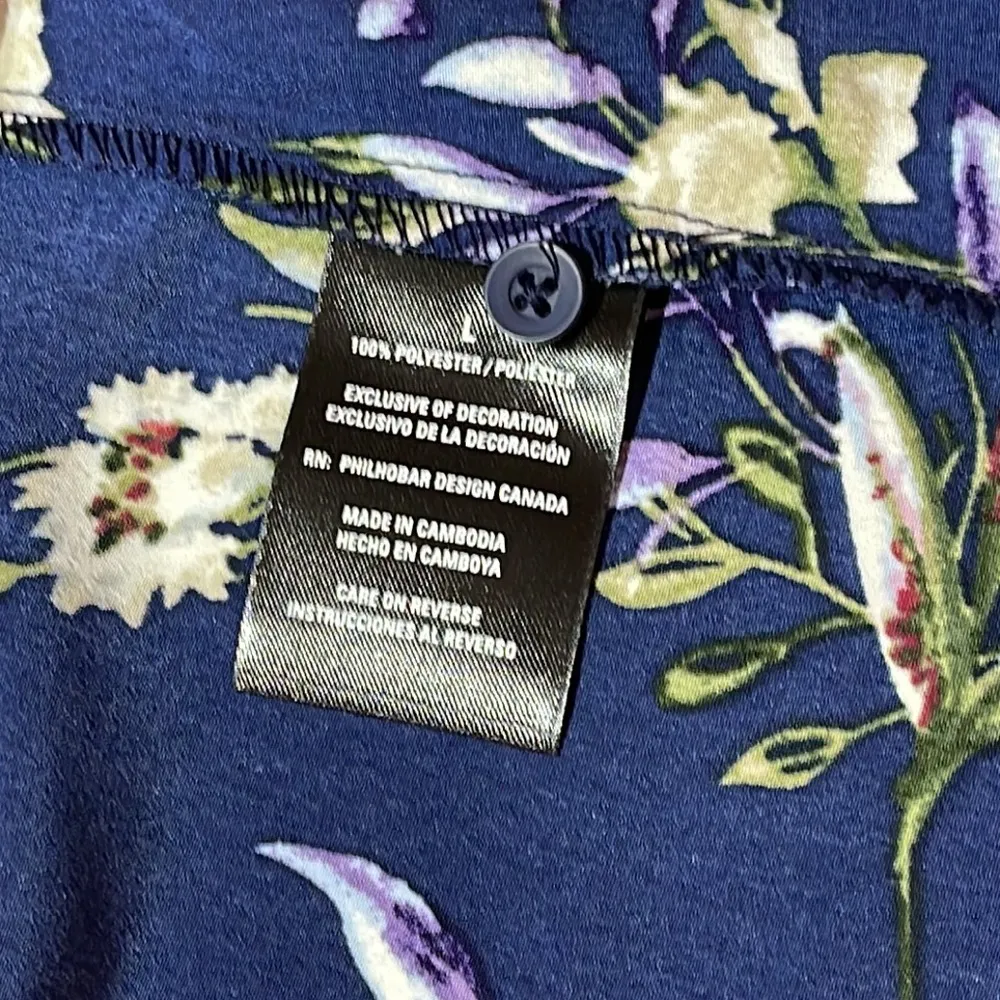 L
100% POLYESTER / POLIESTER
EXCLUSIVE OF DECORATION
EXCLUSIVO DE LA DECORACIÓN
RN: PHILHOBAR DESIGN CANADA
MADE IN CAMBODIA
HECHO EN CAMBOYA
CARE ON REVERSE
INSTRUCCIONES AL REVERSO